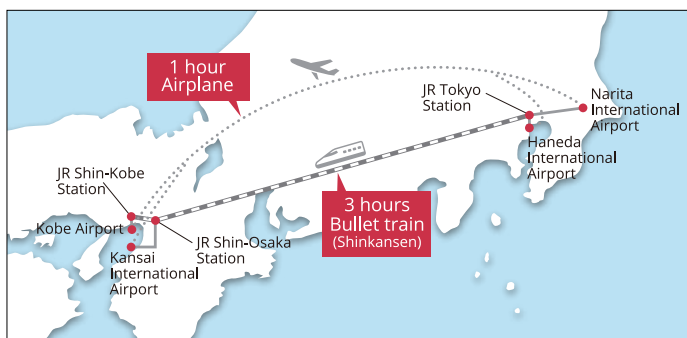 1 hour
Airplane
JR Tokyo
Station
Narita
International
Airport
Haneda
International
Airport
JR Shin-Kobe
Station
Kobe Airport
Kansai
International
Airport
JR Shin-Osaka
Station
3 hours
Bullet train
(Shinkansen)